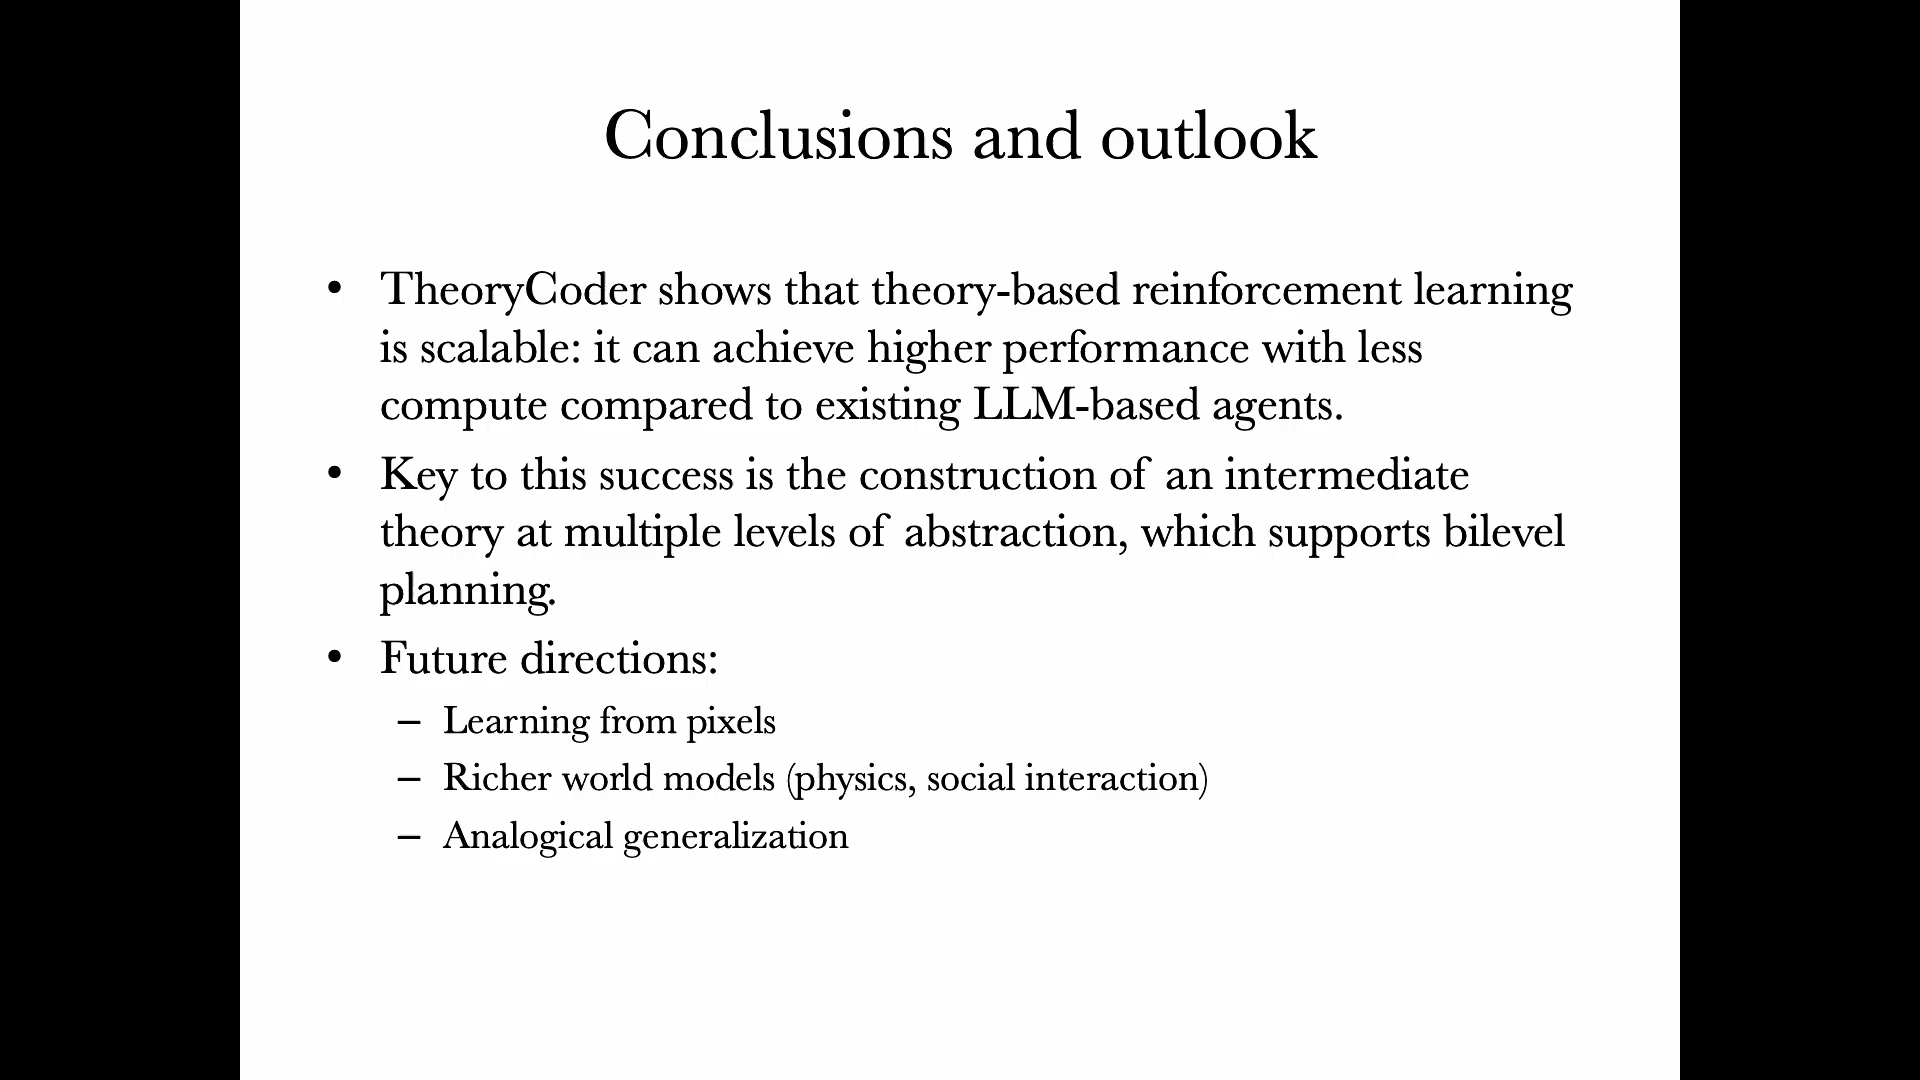 Conclusions and outlook
• TheoryCoder shows that theory-based reinforcement learning
is scalable: it can achieve higher performance with less
compute compared to existing LLM-based agents.
• Key to this success is the construction of an intermediate
theory at multiple levels of abstraction, which supports bilevel
planning.
• Future directions:
– Learning from pixels
– Richer world models (physics, social interaction)
– Analogical generalization